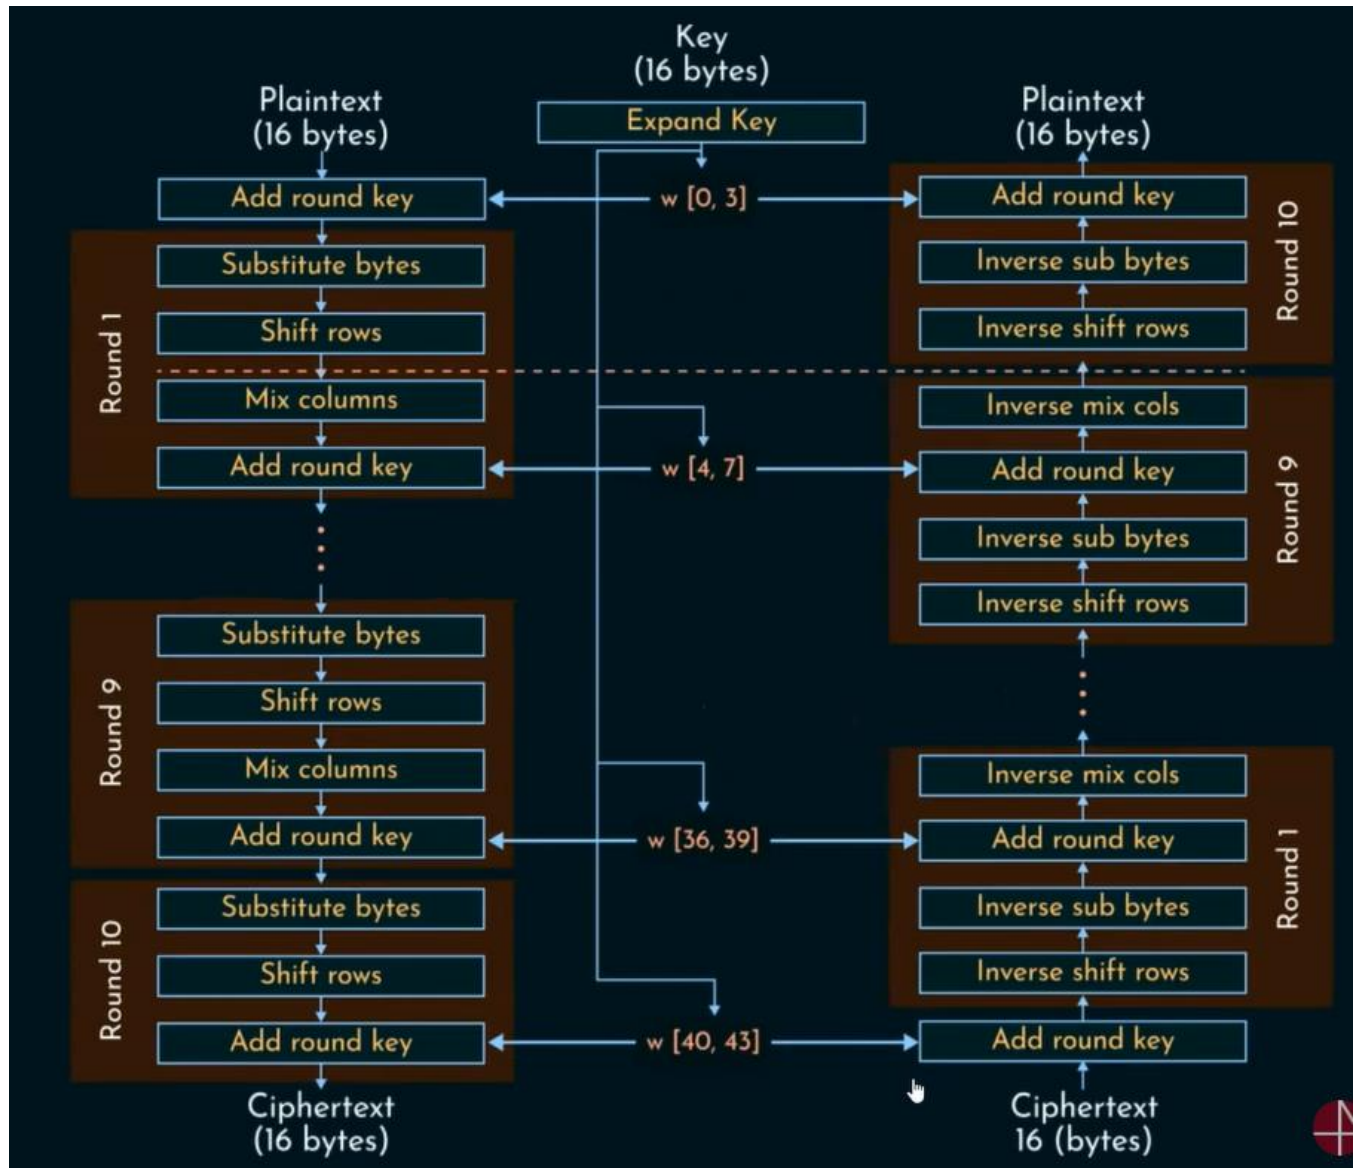 Key
(16 bytes)
Expand Key
Plaintext
(16 bytes)
Add round key
Round 1
Substitute bytes
Shift rows
Mix columns
Add round key
Round 9
Substitute bytes
Shift rows
Mix columns
Add round key
Round 10
Substitute bytes
Shift rows
Add round key
Ciphertext
(16 bytes)
w [0, 3]
w [4, 7]
w [36, 39]
w [40, 43]
Plaintext
(16 bytes)
Add round key
Inverse sub bytes
Inverse shift rows
Round 10
Inverse mix cols
Add round key
Inverse sub bytes
Inverse shift rows
Round 9
Inverse mix cols
Add round key
Inverse sub bytes
Inverse shift rows
Round 1
Add round key
Ciphertext
16 (bytes)